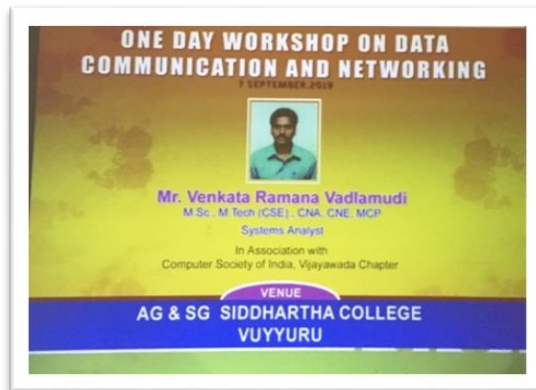 ONE DAY WORKSHOP ON DATA
COMMUNICATION AND NETWORKING
7 SEPTEMBER,2019
Mr. Venkata Ramana Vadlamudi
M.Sc., M.Tech (CSE) , CNA, CNE, MCP
Systems Analyst
In Association with
Computer Society of India, Vijayawada Chapter
VENUE
AG & SG SIDDHARTHA COLLEGE
VUYYURU